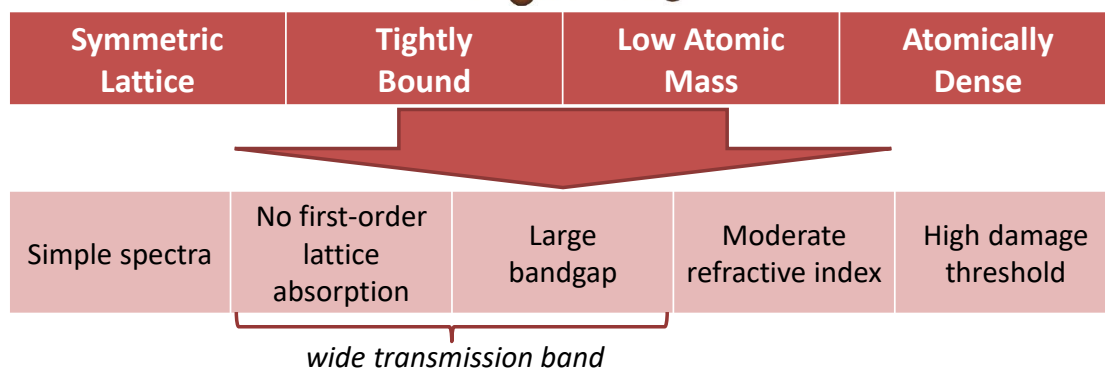 Symmetric
Lattice
Tightly
Bound
Low Atomic
Mass
Atomically
Dense
Simple spectra
No first-order
lattice
absorption
Large
bandgap
Moderate
refractive index
High damage
threshold
wide transmission band